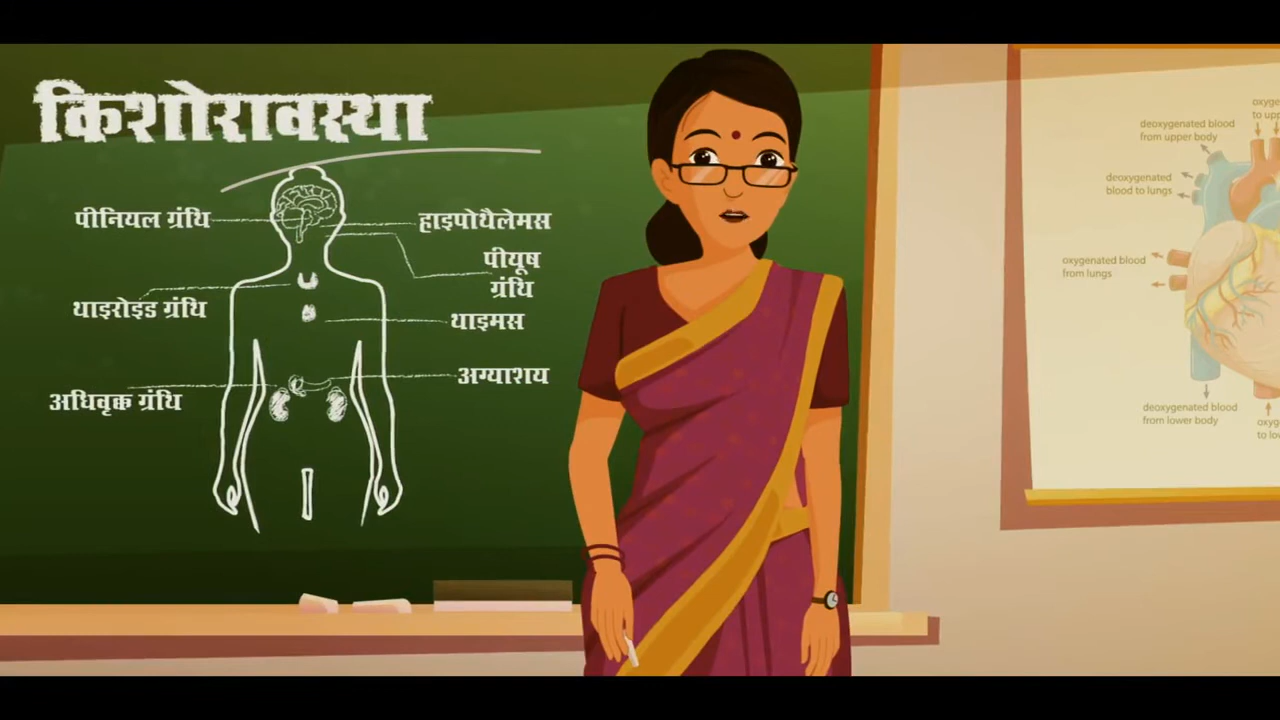 किशोरावस्था
पीनियल ग्रंथि
हाइपोथैलेमस
पीयूष
ग्रंथि
थाइरोइड ग्रंथि
थाइमस
अग्याशय
अधिवृक्क ग्रंथि
deoxygenated blood
from upper body
deoxygenated
blood to lungs
oxygenated blood
from lungs
deoxygenated blood
from lower body